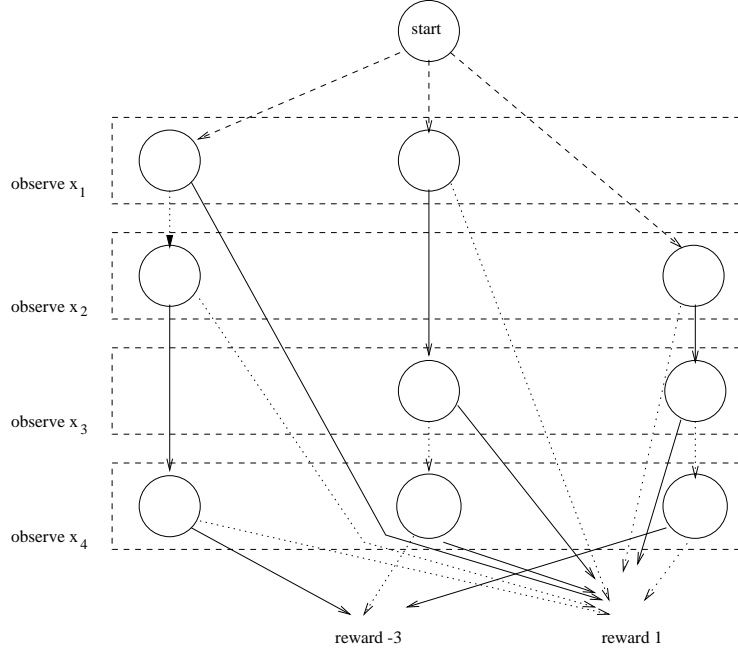 start
observe x1
observe x2
observe x3
observe x4
reward -3
reward 1